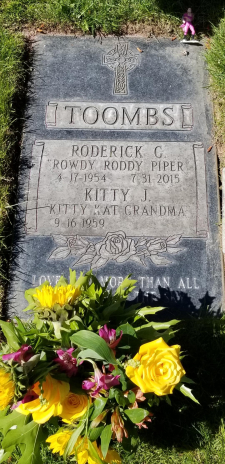 TOOMBS
RODERICK G.
"ROWDY RODDY PIPER"
4·17·1954 - 7·31·2015
KITTY J.
"KITTY KAT GRANDMA"
9·16·1959
LOVE MORE THAN ALL